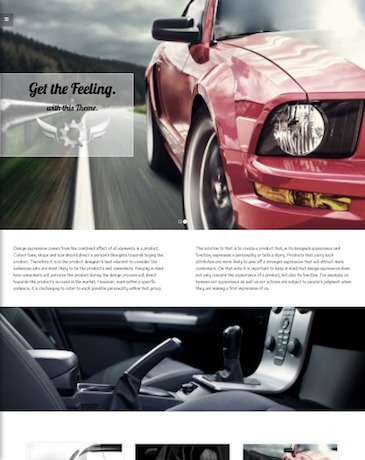 Get the Feeling.
with this Theme.
Design expression comes from the combined effect of all elements in a product.
Colour tone, shape and size should direct a person's thoughts towards buying the
product. Therefore it is in the product designer's best interest to consider the
audiences who are most likely to be the product's end consumers. Keeping in mind
how consumers will perceive the product during the design process will direct
towards the product's success in the market. However, even within a specific
audience, it is challenging to cater to each possible personality within that group.
The solution to that is to create a product that, in its designed appearance and
function, expresses a personality or tells a story. Products that carry such
attributes are more likely to give off a stronger expression that will attract more
consumers. On that note it is important to keep in mind that design expression does
not only concern the appearance of a product, but also its function. For example, as
humans our appearance as well as our actions are subject to people's judgment when
they are making a first impression of us.